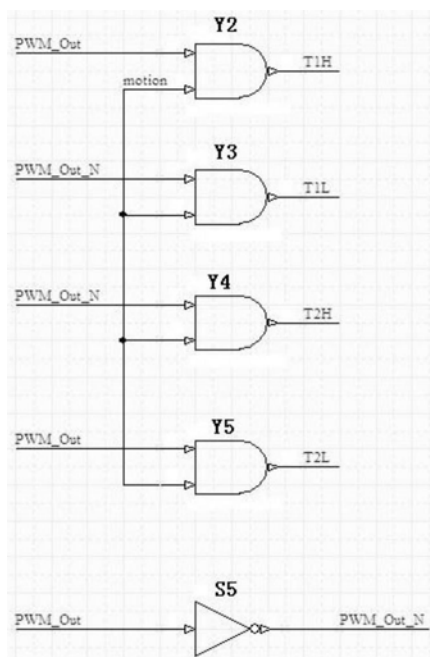 Y2
PWM_Out
T1H
motion
Y3
PWM_Out_N
T1L
Y4
PWM_Out_N
T2H
Y5
PWM_Out
T2L
S5
PWM_Out
PWM_Out_N